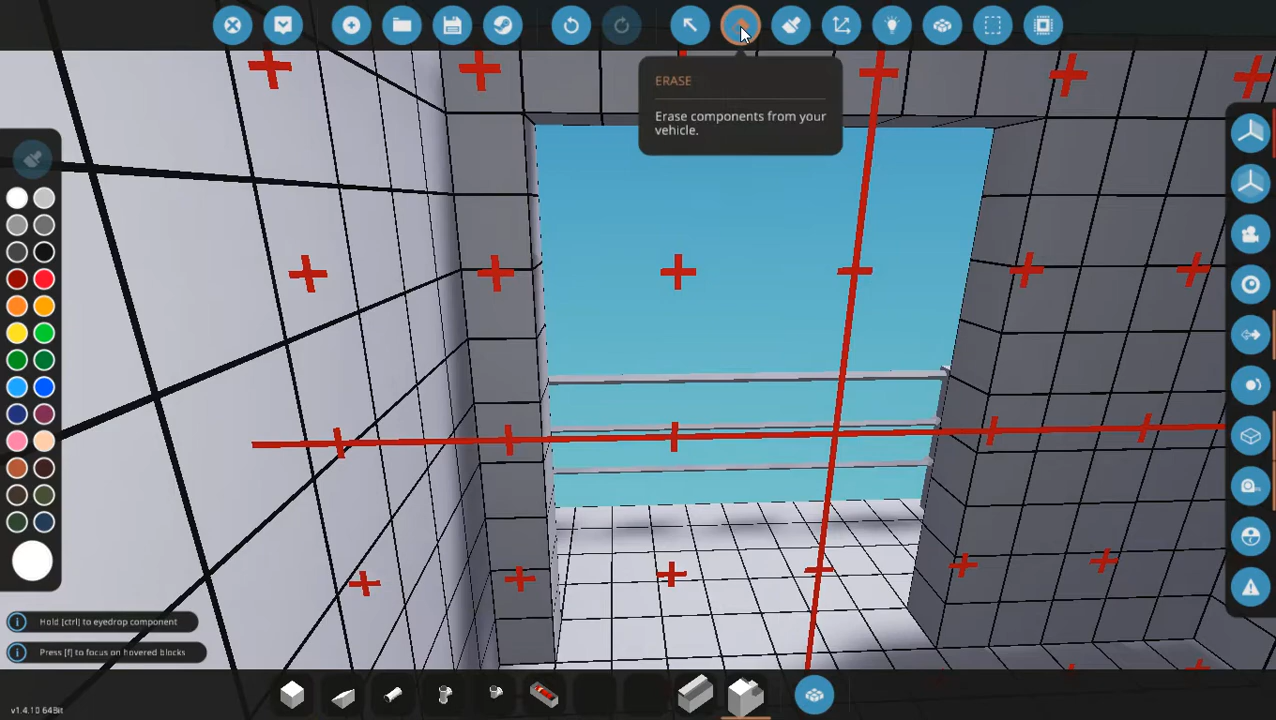 ERASE
Erase components from your
vehicle.
Hold [ctrl] to eyedrop component
Press [f] to focus on hovered blocks
v1.4.10 64Bit